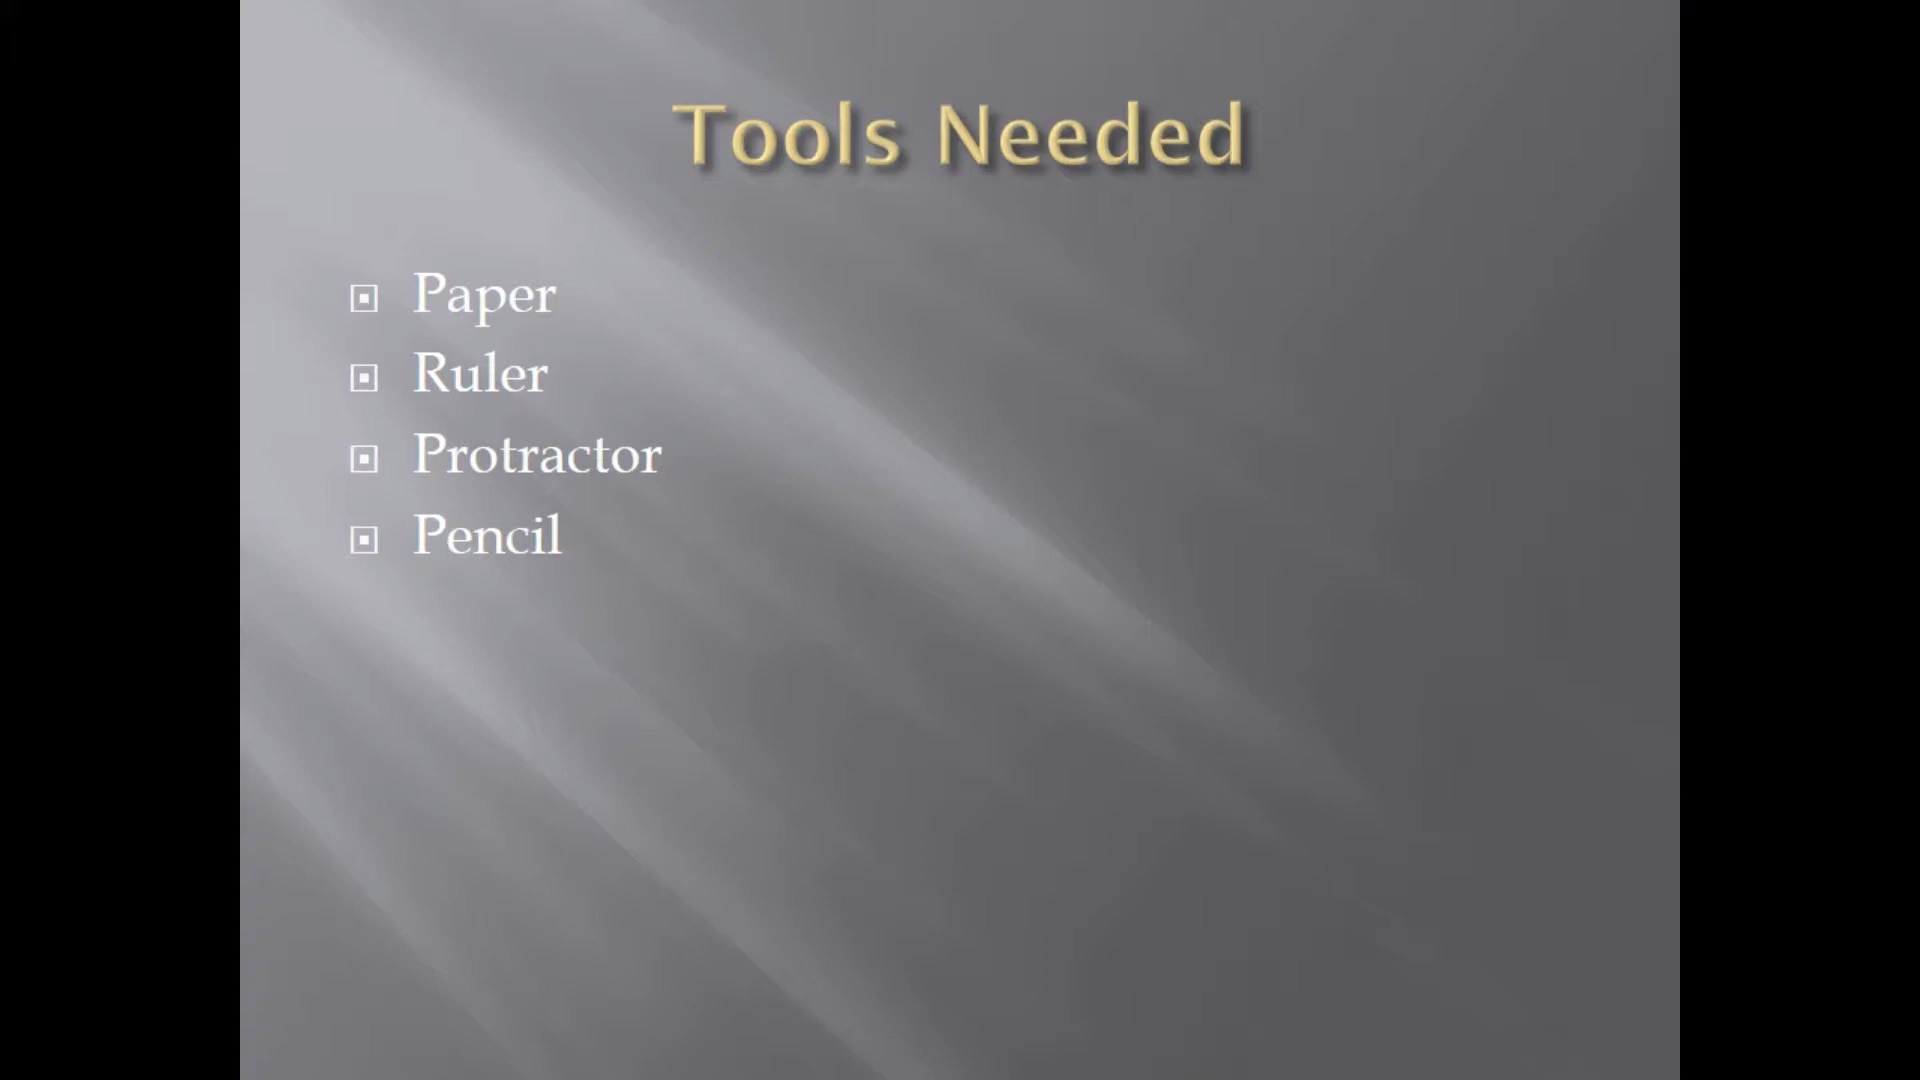 Tools Needed
Paper
Ruler
Protractor
Pencil